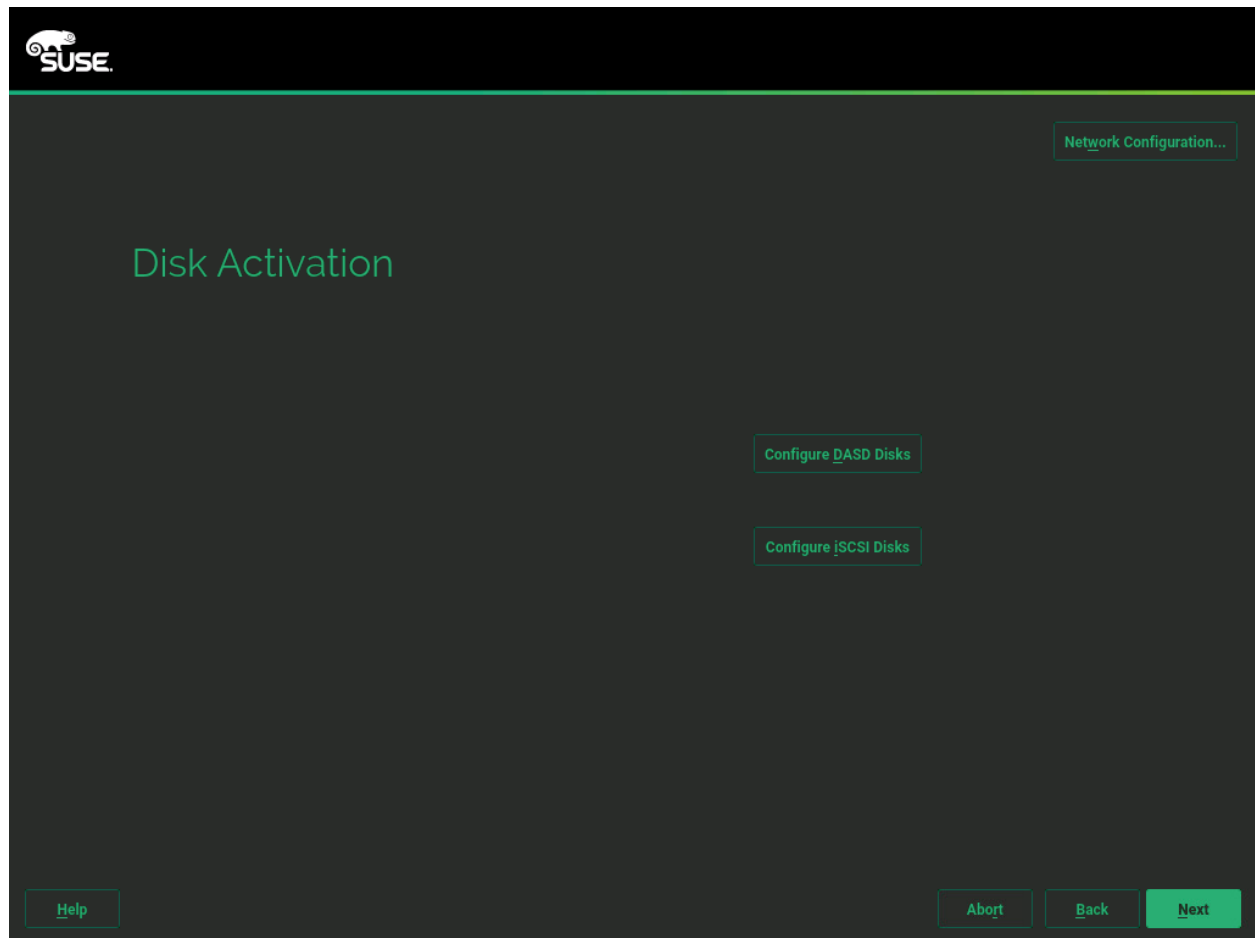 SUSE.
Network Configuration...
Disk Activation
Configure DASD Disks
Configure iSCSI Disks
Help
Abort
Back
Next